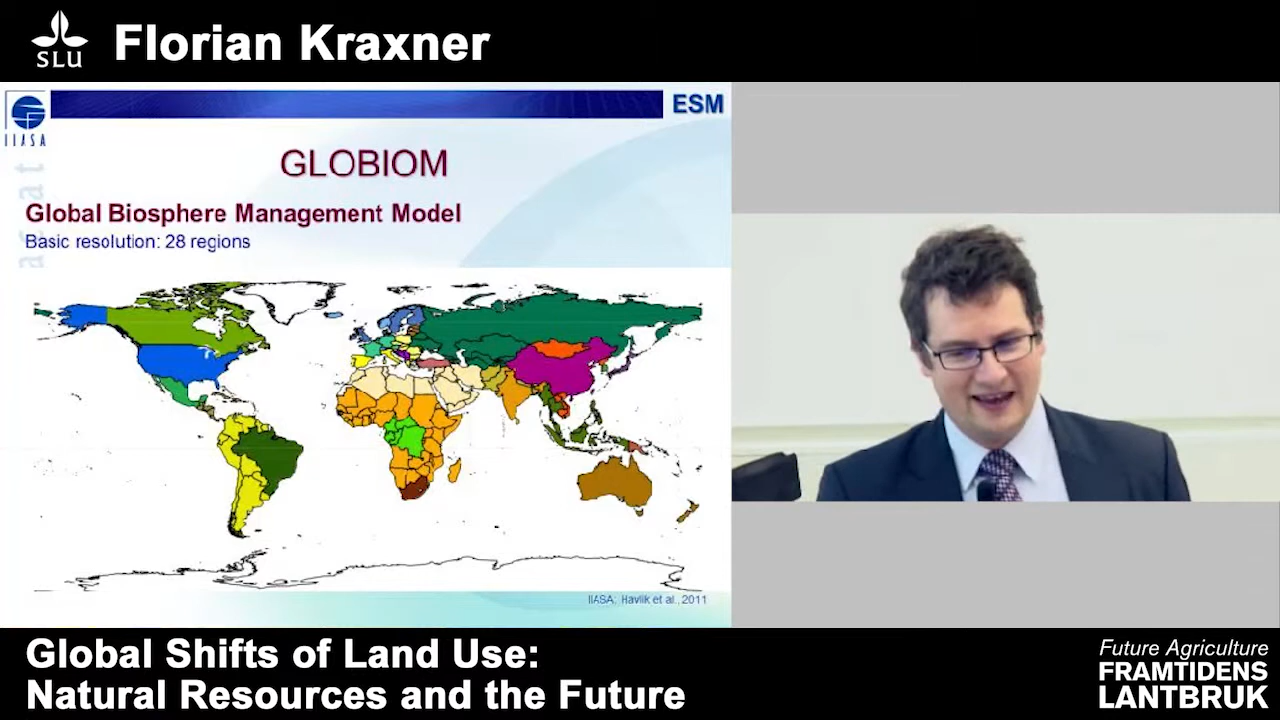 SLU
Florian Kraxner
IIASA
ESM
GLOBIOM
Global Biosphere Management Model
Basic resolution: 28 regions
IIASA, Havlik et al., 2011
Global Shifts of Land Use:
Natural Resources and the Future
Future Agriculture
FRAMTIDENS
LANTBRUK